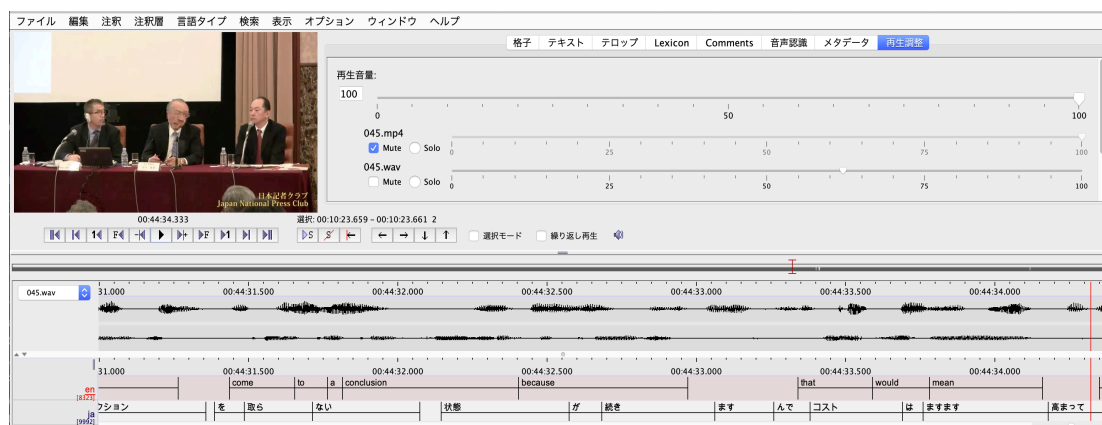 ファイル 編集 注釈 注釈層 言語タイプ 検索 表示 オプション ウィンドウ ヘルプ
格子 テキスト テロップ Lexicon Comments 音声認識 メタデータ 再生調整
再生音量:
100
0 50 100
045.mp4
Mute Solo
0 25 50 75 100
045.wav
Mute Solo
0 25 50 75 100
日本記者クラブ
Japan National Press Club
00:44:34.333 選択: 00:10:23.659 – 00:10:23.661 2
1 F - + F 1 S S 選択モード 繰り返し再生
045.wav 31.000 00:44:31.500 00:44:32.000 00:44:32.500 00:44:33.000 00:44:33.500 00:44:34.000
31.000 00:44:31.500 00:44:32.000 00:44:32.500 00:44:33.000 00:44:33.500 00:44:34.000
en come to a conclusion because that would mean
[8323]
クション を 取ら ない 状態 が 続き ます んで コスト は ますます 高まって
ja
[9992]